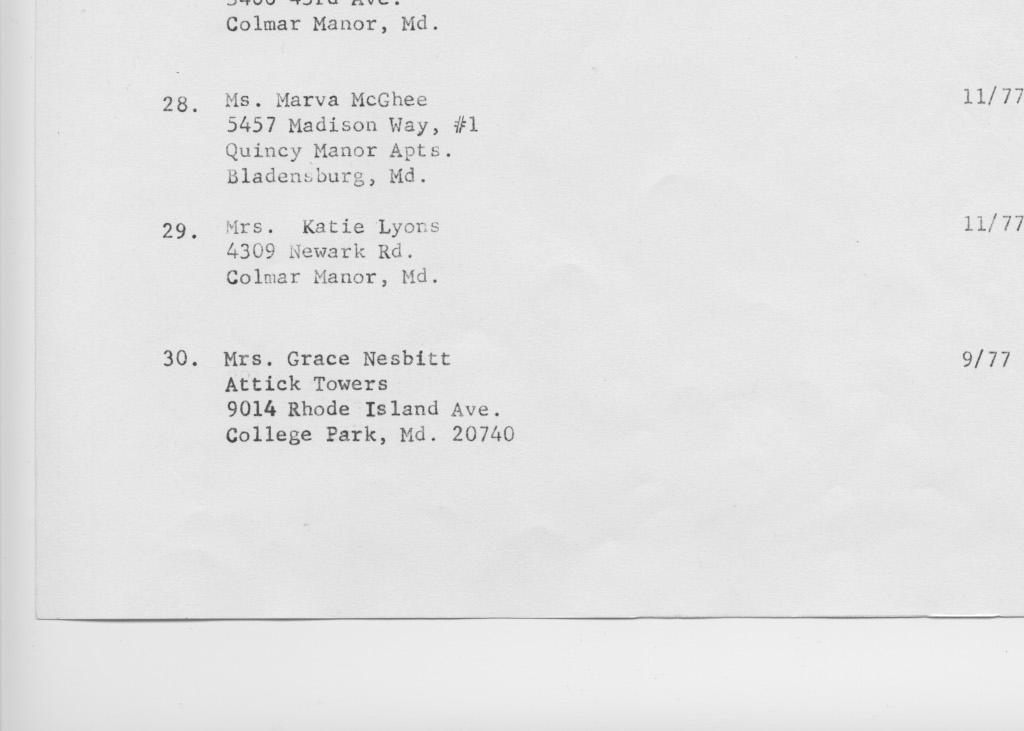 Colmar Manor, Md.
28. Ms. Marva McGhee 11/77
5457 Madison Way, #1
Quincy Manor Apts.
Bladensburg, Md.
29. Mrs. Katie Lyons 11/77
4309 Newark Rd.
Colmar Manor, Md.
30. Mrs. Grace Nesbitt 9/77
Attick Towers
9014 Rhode Island Ave.
College Park, Md. 20740